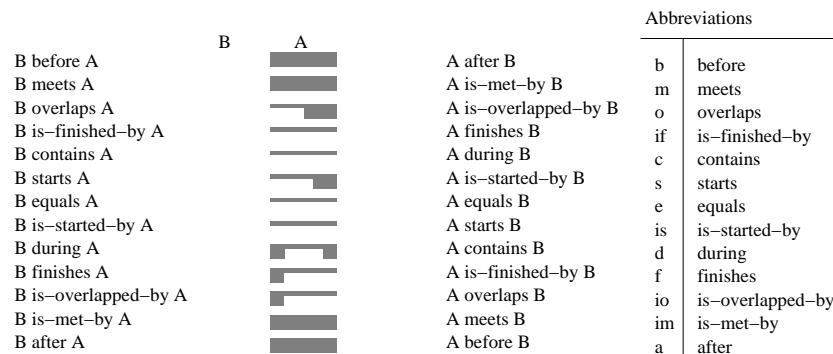 Abbreviations
B A
B before A A after B b before
B meets A A is−met−by B m meets
B overlaps A A is−overlapped−by B o overlaps
B is−finished−by A A finishes B if is−finished−by
B contains A A during B c contains
B starts A A is−started−by B s starts
B equals A A equals B e equals
B is−started−by A A starts B is is−started−by
B during A A contains B d during
B finishes A A is−finished−by B f finishes
B is−overlapped−by A A overlaps B io is−overlapped−by
B is−met−by A A meets B im is−met−by
B after A A before B a after